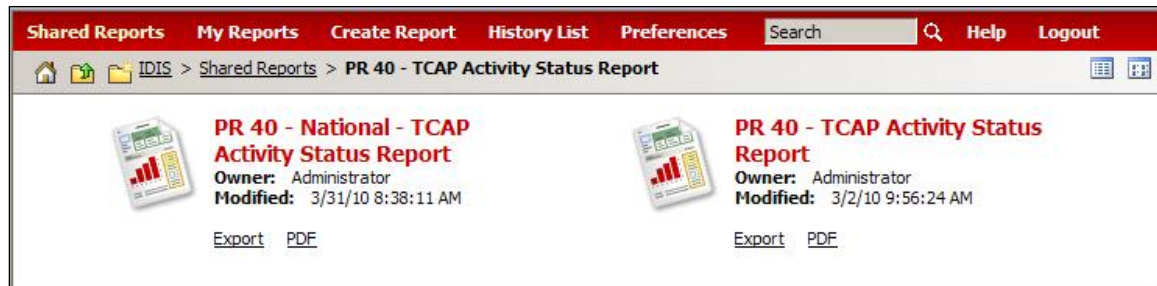 Shared Reports My Reports Create Report History List Preferences Search Help Logout
IDIS > Shared Reports > PR 40 - TCAP Activity Status Report
PR 40 - National - TCAP
Activity Status Report
Owner: Administrator
Modified: 3/31/10 8:38:11 AM
Export PDF
PR 40 - TCAP Activity Status
Report
Owner: Administrator
Modified: 3/2/10 9:56:24 AM
Export PDF